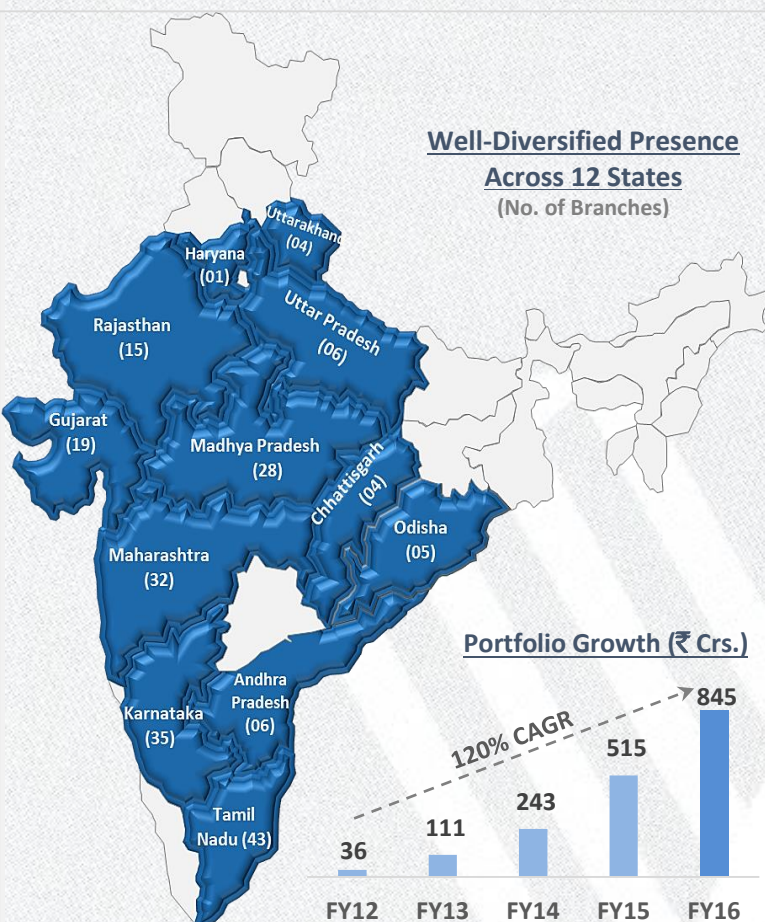 Well-Diversified Presence
Across 12 States
(No. of Branches)
Uttarakhand
(04)
Haryana
(01)
Uttar Pradesh
(06)
Rajasthan
(15)
Gujarat
(19)
Madhya Pradesh
(28)
Chhattisgarh
(04)
Odisha
(05)
Maharashtra
(32)
Andhra
Pradesh
(06)
Karnataka
(35)
Tamil
Nadu (43)
Portfolio Growth (₹ Crs.)
120% CAGR
36
111
243
515
845
FY12 FY13 FY14 FY15 FY16